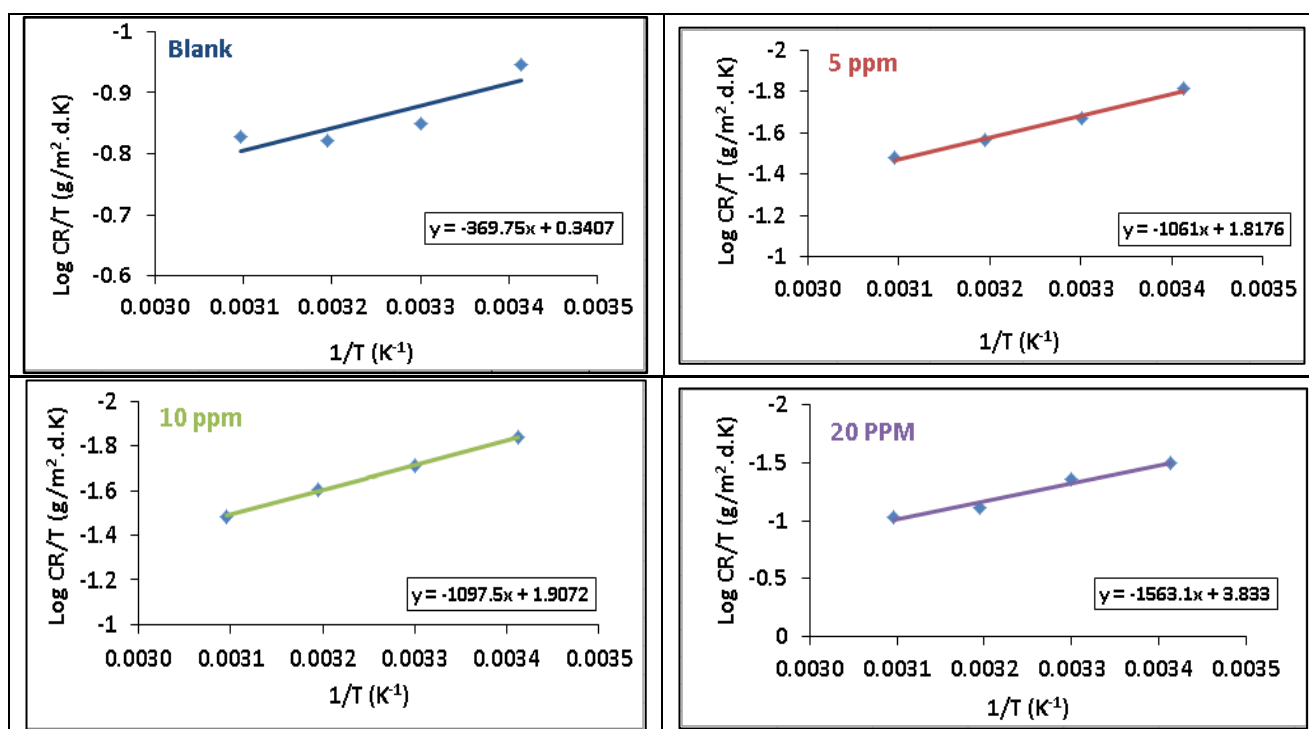 Blank
Log CR/T (g/m².d.K)
-1
-0.9
-0.8
-0.7
-0.6
y = -369.75x + 0.3407
0.0030 0.0031 0.0032 0.0033 0.0034 0.0035
1/T (K⁻¹)
5 ppm
Log CR/T (g/m².d.K)
-2
-1.8
-1.6
-1.4
-1.2
-1
y = -1061x + 1.8176
0.0030 0.0031 0.0032 0.0033 0.0034 0.0035
1/T (K⁻¹)
10 ppm
Log CR/T (g/m².d.K)
-2
-1.8
-1.6
-1.4
-1.2
-1
y = -1097.5x + 1.9072
0.0030 0.0031 0.0032 0.0033 0.0034 0.0035
1/T (K⁻¹)
20 PPM
Log CR/T (g/m².d.K)
-2
-1.5
-1
-0.5
0
y = -1563.1x + 3.833
0.0030 0.0031 0.0032 0.0033 0.0034 0.0035
1/T (K⁻¹)